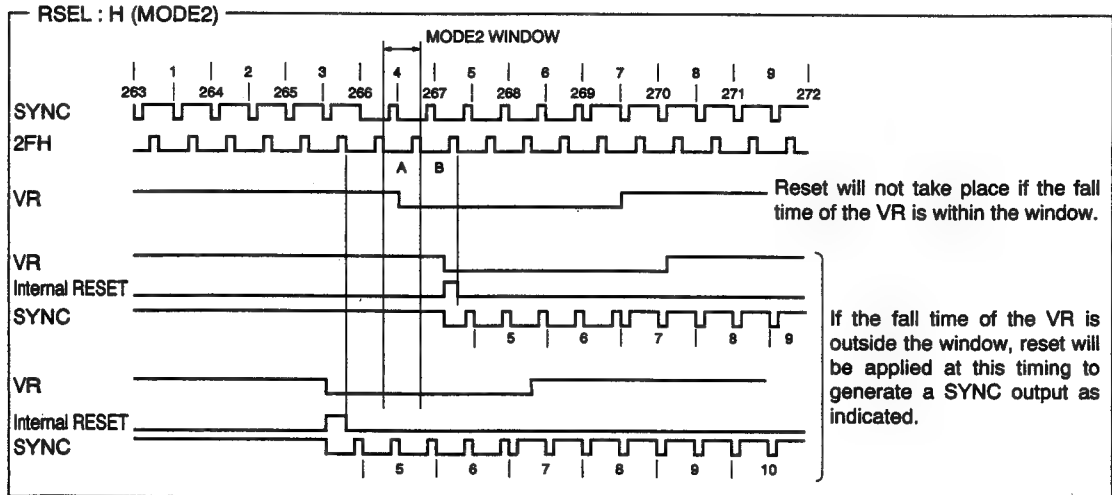 RSEL : H (MODE2)
MODE2 WINDOW
1 2 3 4 5 6 7 8 9
263 264 265 266 267 268 269 270 271 272
SYNC
2FH
A B
VR
Reset will not take place if the fall
time of the VR is within the window.
VR
Internal RESET
SYNC
5 6 7 8 9
If the fall time of the VR is
outside the window, reset will
be applied at this timing to
generate a SYNC output as
indicated.
VR
Internal RESET
SYNC
5 6 7 8 9 10